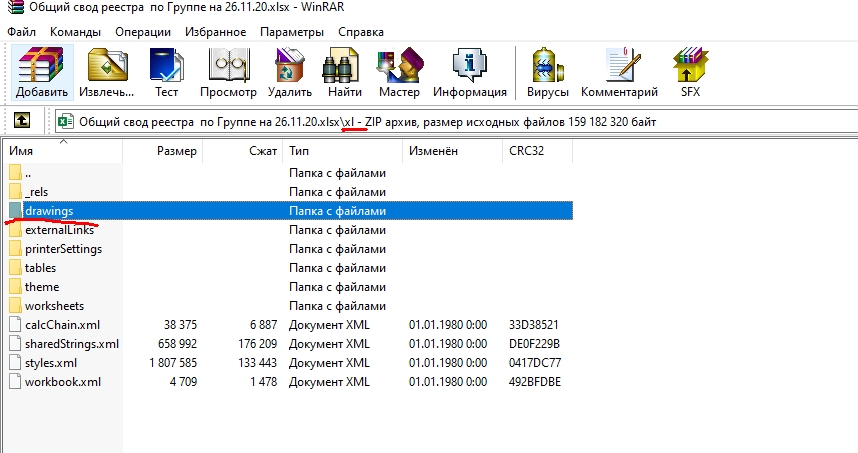 Общий свод реестра по Группе на 26.11.20.xlsx - WinRAR
Файл Команды Операции Избранное Параметры Справка
Добавить Извлечь... Тест Просмотр Удалить Найти Мастер Информация Вирусы Комментарий SFX
Общий свод реестра по Группе на 26.11.20.xlsx\xl - ZIP архив, размер исходных файлов 159 182 320 байт
Имя Размер Сжат Тип Изменён CRC32
.. Папка с файлами
_rels Папка с файлами
drawings Папка с файлами
externalLinks Папка с файлами
printerSettings Папка с файлами
tables Папка с файлами
theme Папка с файлами
worksheets Папка с файлами
calcChain.xml 38 375 6 887 Документ XML 01.01.1980 0:00 33D38521
sharedStrings.xml 658 992 176 209 Документ XML 01.01.1980 0:00 DE0F229B
styles.xml 1 807 585 133 443 Документ XML 01.01.1980 0:00 0417DC77
workbook.xml 4 709 1 478 Документ XML 01.01.1980 0:00 492BFDBE